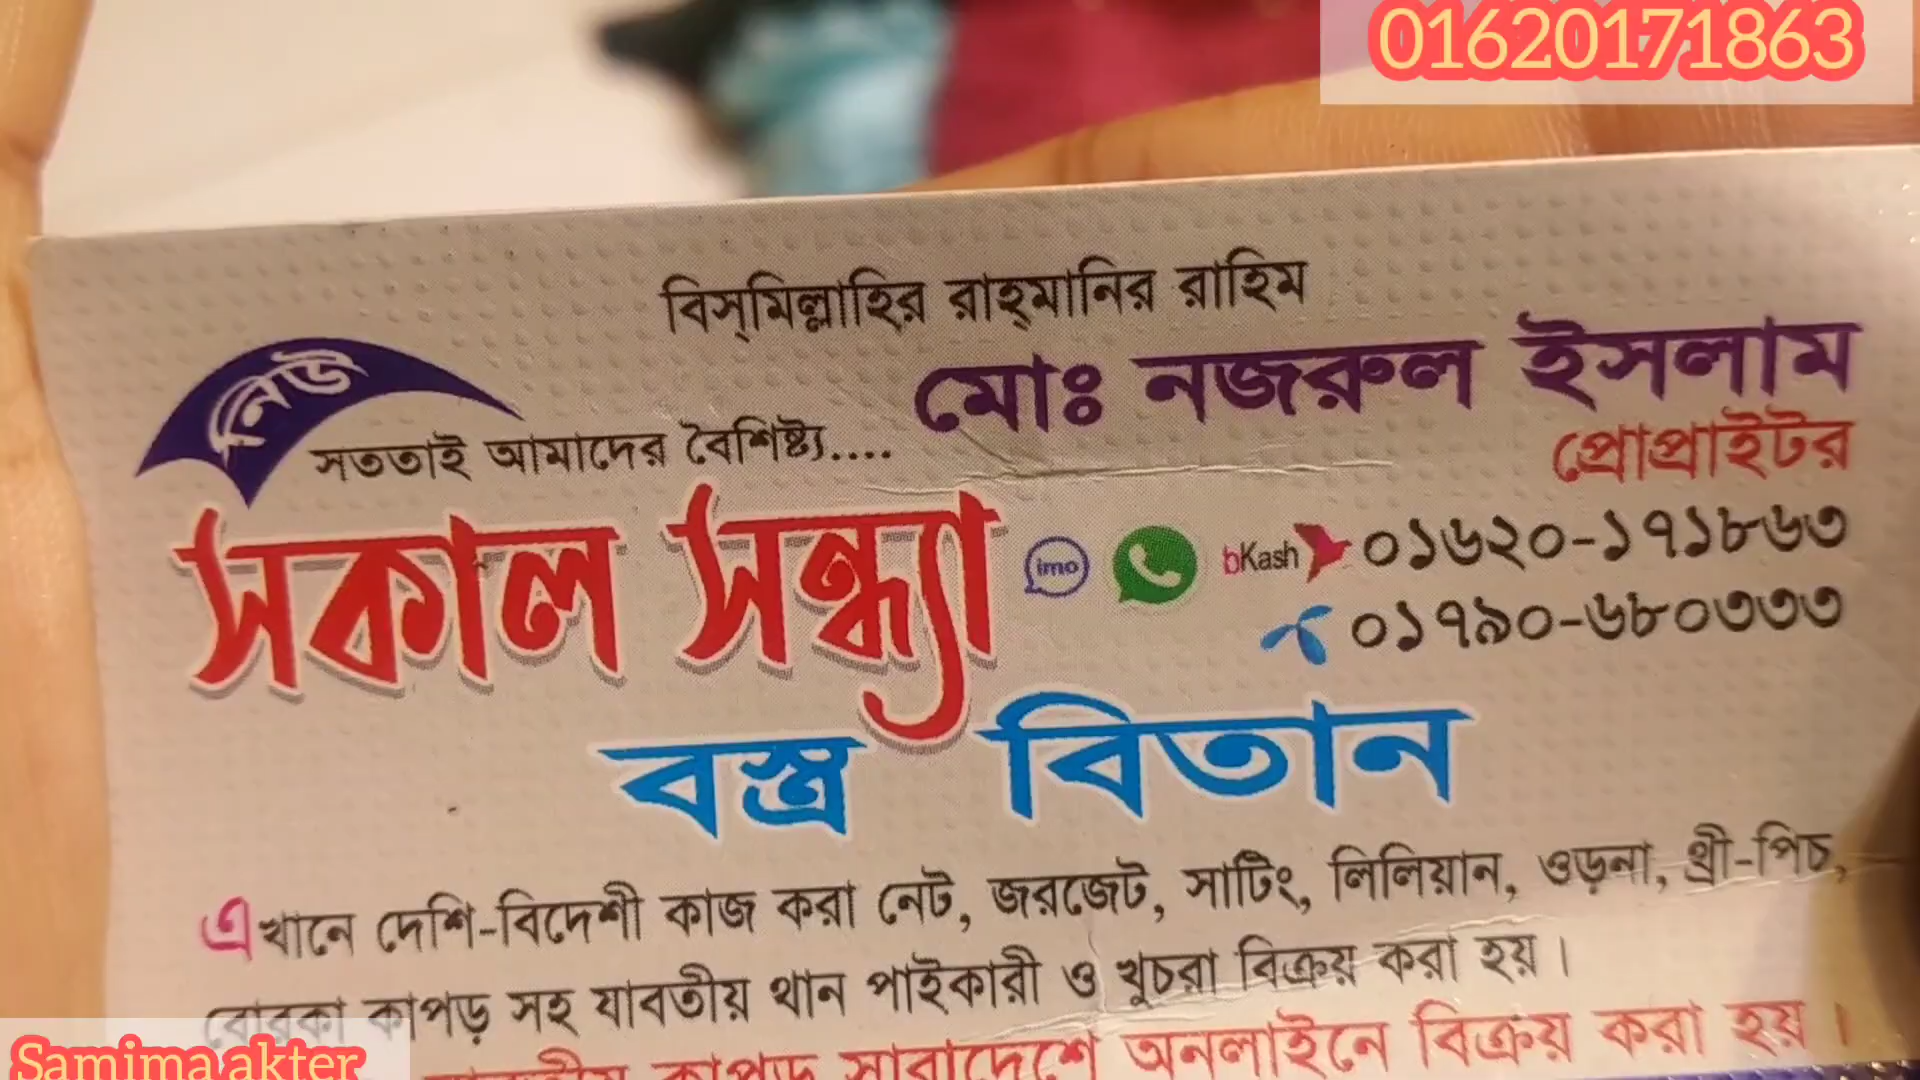 01620171863
বিস্‌মিল্লাহির রাহ্‌মানির রাহিম
নিউ
মোঃ নজরুল ইসলাম
সততাই আমাদের বৈশিষ্ট্য....
প্রোপ্রাইটর
সকাল সন্ধ্যা
imo bKash ০১৬২০-১৭১৮৬৩
০১৭৯০-৬৮০৩৩৩
বস্ত্র বিতান
এখানে দেশি-বিদেশী কাজ করা নেট, জরজেট, সাটিং, লিলিয়ান, ওড়না, থ্রী-পিচ,
বোরকা কাপড় সহ যাবতীয় থান পাইকারী ও খুচরা বিক্রয় করা হয়।
কাপড় সারাদেশে অনলাইনে বিক্রয় করা হয়।
Samima akter